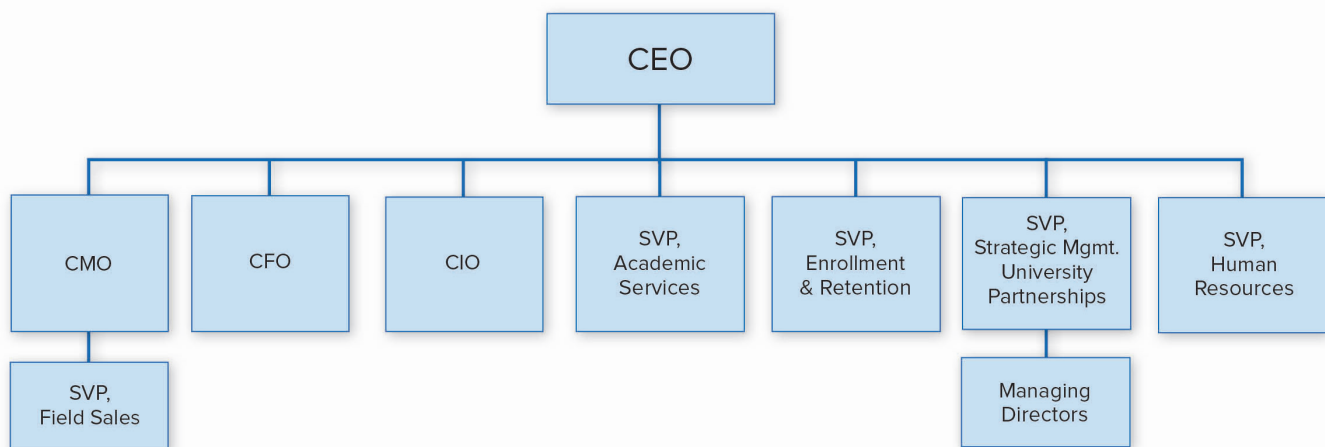 CEO
CMO
CFO
CIO
SVP,
Academic
Services
SVP,
Enrollment
& Retention
SVP,
Strategic Mgmt.
University
Partnerships
SVP,
Human
Resources
SVP,
Field Sales
Managing
Directors